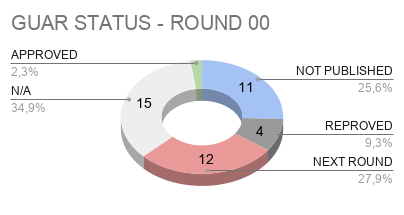 GUAR STATUS - ROUND 00
APPROVED
2,3%
N/A
34,9%
NOT PUBLISHED
25,6%
REPROVED
9,3%
NEXT ROUND
27,9%
11
4
12
15